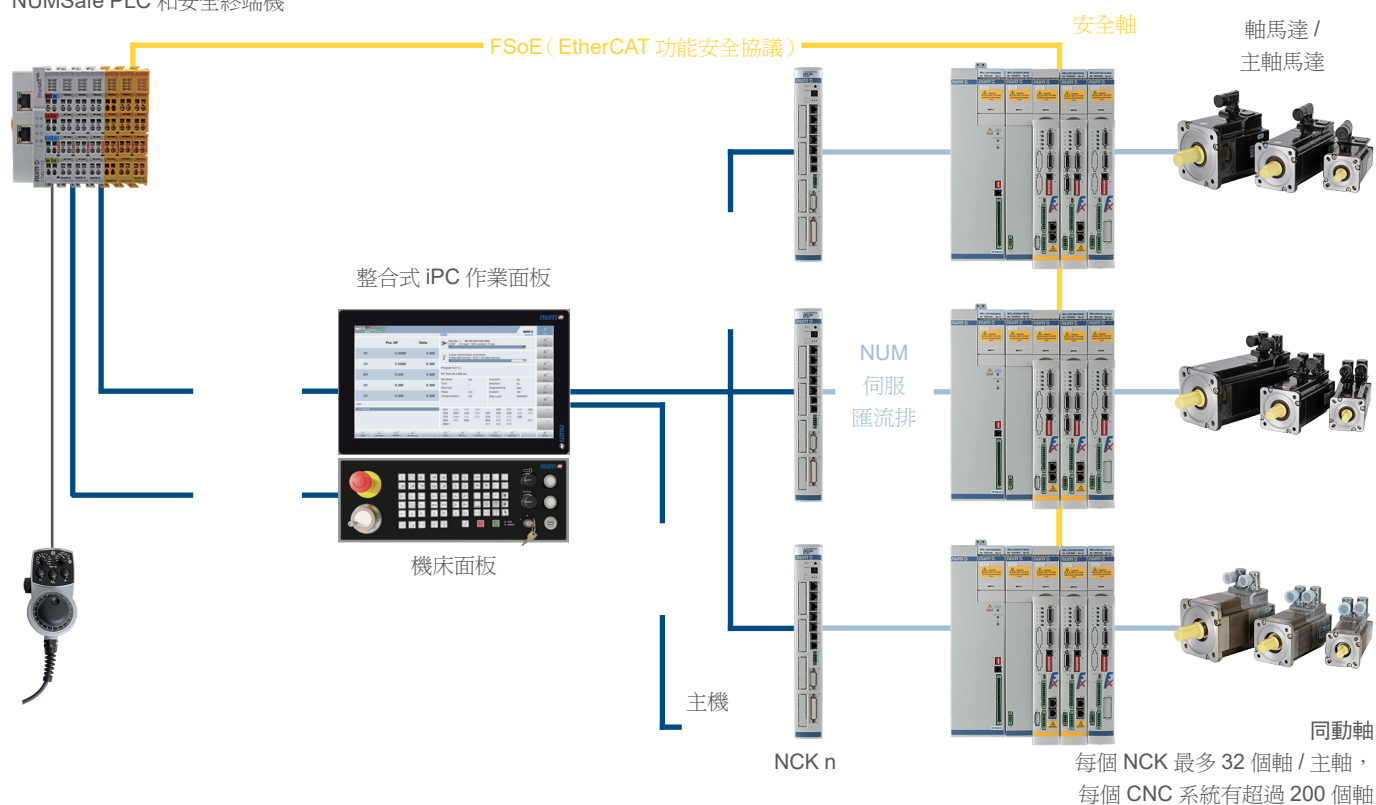 NUMSafe PLC 和安全終端機
FSoE（EtherCAT 功能安全協議）
安全軸
軸馬達 /
主軸馬達
整合式 iPC 作業面板
NUM
伺服
匯流排
機床面板
主機
NCK n
同動軸
每個 NCK 最多 32 個軸 / 主軸，
每個 CNC 系統有超過 200 個軸